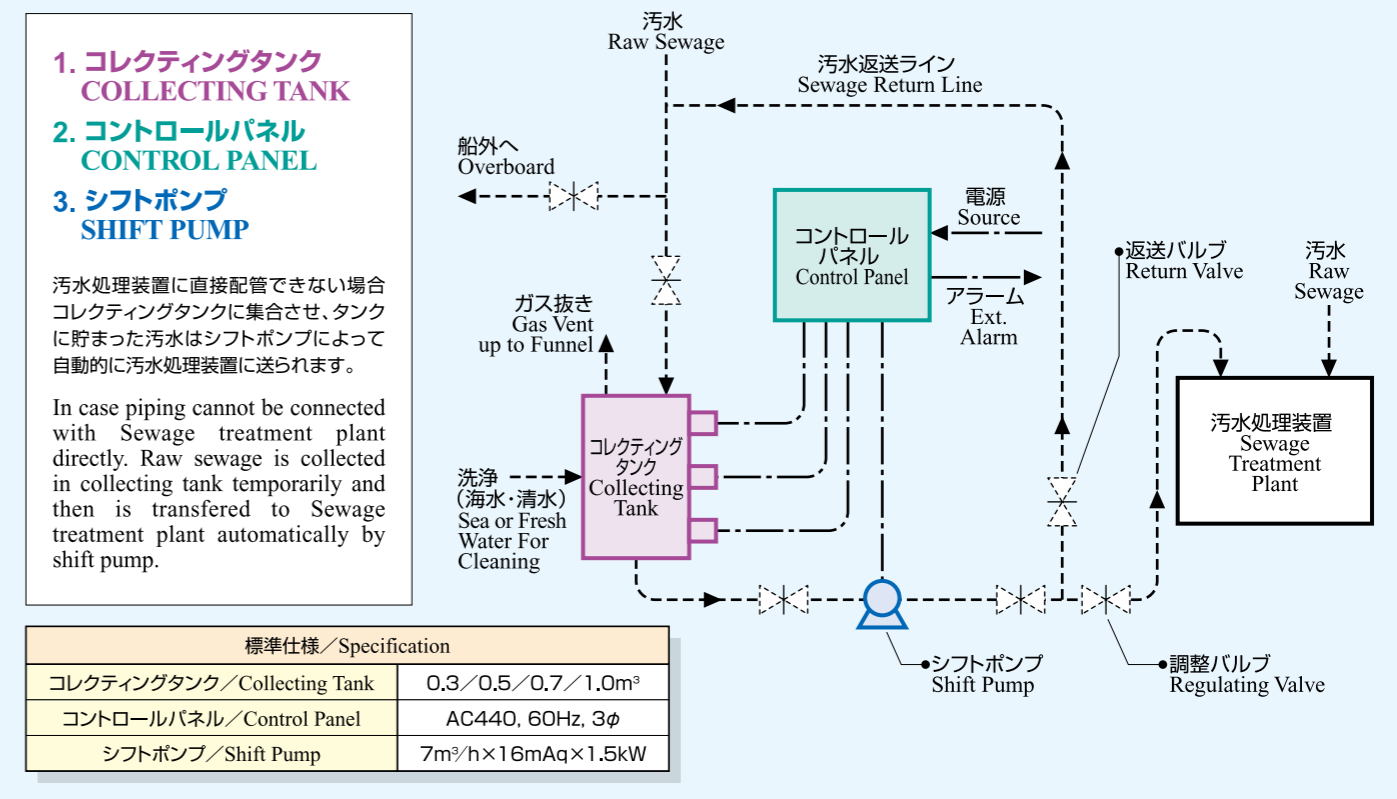 1. コレクティングタンク
COLLECTING TANK
2. コントロールパネル
CONTROL PANEL
3. シフトポンプ
SHIFT PUMP
汚水処理装置に直接配管できない場合
コレクティングタンクに集合させ、タンク
に貯まった汚水はシフトポンプによって
自動的に汚水処理装置に送られます。
In case piping cannot be connected
with Sewage treatment plant
directly. Raw sewage is collected
in collecting tank temporarily and
then is transfered to Sewage
treatment plant automatically by
shift pump.
汚水
Raw Sewage
汚水返送ライン
Sewage Return Line
船外へ
Overboard
コントロール
パネル
Control Panel
電源
Source
アラーム
Ext.
Alarm
返送バルブ
Return Valve
汚水
Raw
Sewage
ガス抜き
Gas Vent
up to Funnel
コレクティング
タンク
Collecting
Tank
洗浄
（海水・清水）
Sea or Fresh
Water For
Cleaning
汚水処理装置
Sewage
Treatment
Plant
シフトポンプ
Shift Pump
調整バルブ
Regulating Valve
標準仕様／Specification
コレクティングタンク／Collecting Tank 0.3／0.5／0.7／1.0m³
コントロールパネル／Control Panel AC440, 60Hz, 3φ
シフトポンプ／Shift Pump 7m³/h×16mAq×1.5kW